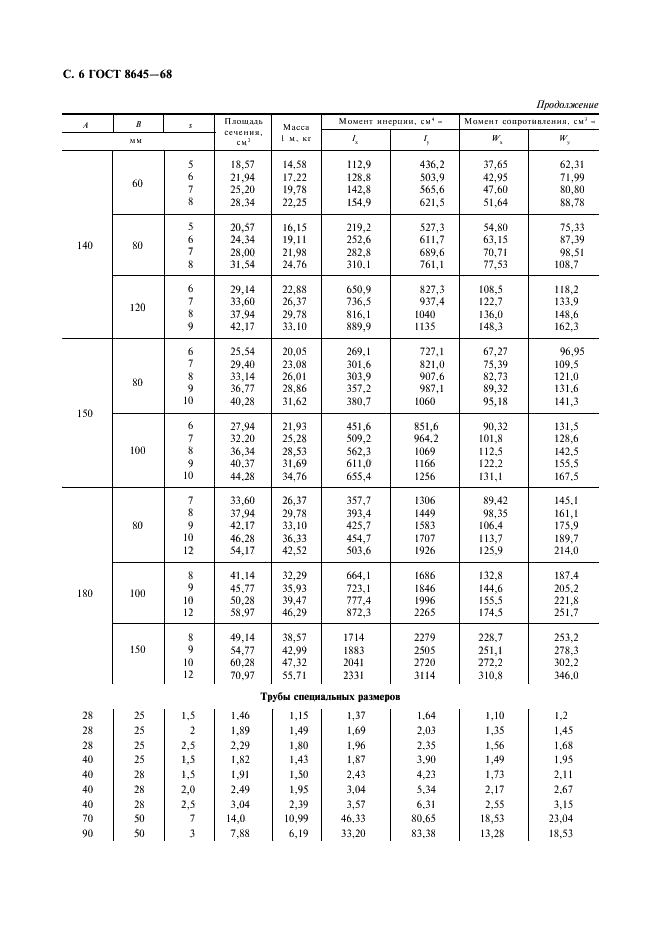 С. 6 ГОСТ 8645—68
Продолжение
A B s Площадь сечения, см² Масса 1 м, кг Момент инерции, см⁴ = Момент сопротивления, см³ =
мм Iₓ I_y Wₓ W_y
5 18,57 14,58 112,9 436,2 37,65 62,31
60 6 21,94 17,22 128,8 503,9 42,95 71,99
7 25,20 19,78 142,8 565,6 47,60 80,80
8 28,34 22,25 154,9 621,5 51,64 88,78
5 20,57 16,15 219,2 527,3 54,80 75,33
140 80 6 24,34 19,11 252,6 611,7 63,15 87,39
7 28,00 21,98 282,8 689,6 70,71 98,51
8 31,54 24,76 310,1 761,1 77,53 108,7
6 29,14 22,88 650,9 827,3 108,5 118,2
120 7 33,60 26,37 736,5 937,4 122,7 133,9
8 37,94 29,78 816,1 1040 136,0 148,6
9 42,17 33,10 889,9 1135 148,3 162,3
6 25,54 20,05 269,1 727,1 67,27 96,95
7 29,40 23,08 301,6 821,0 75,39 109,5
80 8 33,14 26,01 303,9 907,6 82,73 121,0
9 36,77 28,86 357,2 987,1 89,32 131,6
10 40,28 31,62 380,7 1060 95,18 141,3
150
6 27,94 21,93 451,6 851,6 90,32 131,5
7 32,20 25,28 509,2 964,2 101,8 128,6
100 8 36,34 28,53 562,3 1069 112,5 142,5
9 40,37 31,69 611,0 1166 122,2 155,5
10 44,28 34,76 655,4 1256 131,1 167,5
7 33,60 26,37 357,7 1306 89,42 145,1
8 37,94 29,78 393,4 1449 98,35 161,1
80 9 42,17 33,10 425,7 1583 106,4 175,9
10 46,28 36,33 454,7 1707 113,7 189,7
12 54,17 42,52 503,6 1926 125,9 214,0
8 41,14 32,29 664,1 1686 132,8 187,4
180 100 9 45,77 35,93 723,1 1846 144,6 205,2
10 50,28 39,47 777,4 1996 155,5 221,8
12 58,97 46,29 872,3 2265 174,5 251,7
8 49,14 38,57 1714 2279 228,7 253,2
150 9 54,77 42,99 1883 2505 251,1 278,3
10 60,28 47,32 2041 2720 272,2 302,2
12 70,97 55,71 2331 3114 310,8 346,0
Трубы специальных размеров
28 25 1,5 1,46 1,15 1,37 1,64 1,10 1,2
28 25 2 1,89 1,49 1,69 2,03 1,35 1,45
28 25 2,5 2,29 1,80 1,96 2,35 1,56 1,68
40 25 1,5 1,82 1,43 1,87 3,90 1,49 1,95
40 28 1,5 1,91 1,50 2,43 4,23 1,73 2,11
40 28 2,0 2,49 1,95 3,04 5,34 2,17 2,67
40 28 2,5 3,04 2,39 3,57 6,31 2,55 3,15
70 50 7 14,0 10,99 46,33 80,65 18,53 23,04
90 50 3 7,88 6,19 33,20 83,38 13,28 18,53